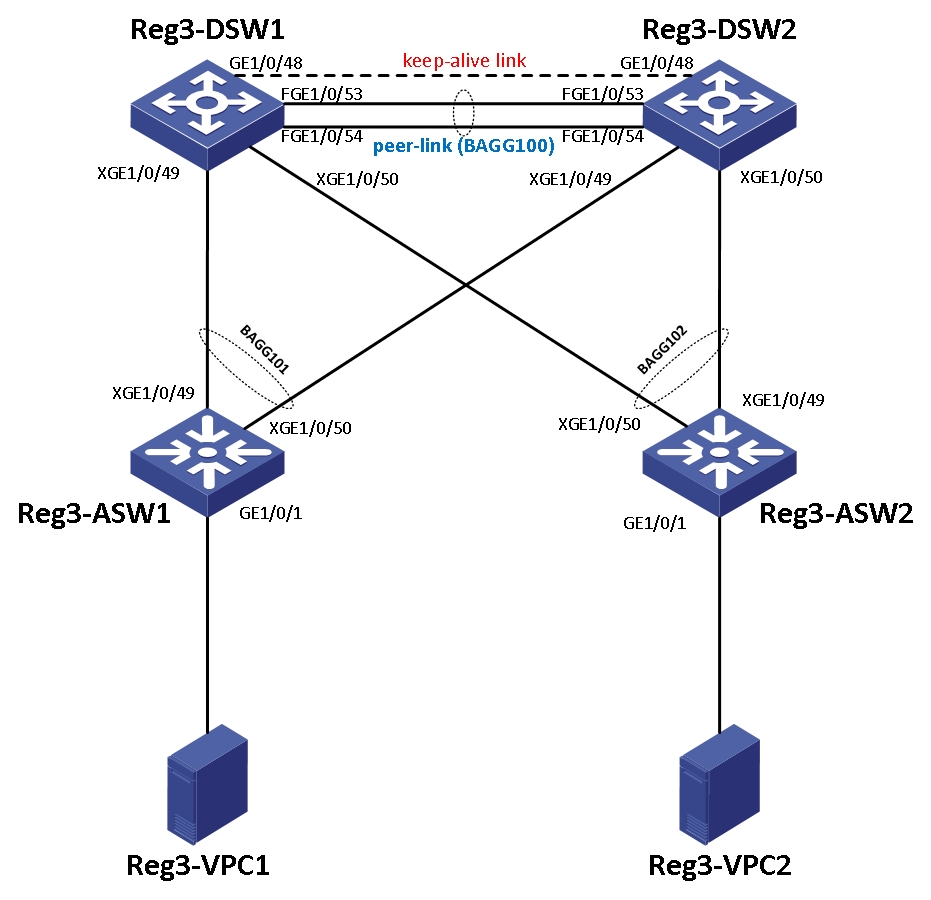 Reg3-DSW1
Reg3-DSW2
GE1/0/48
keep-alive link
GE1/0/48
FGE1/0/53
FGE1/0/53
FGE1/0/54
FGE1/0/54
peer-link (BAGG100)
XGE1/0/49
XGE1/0/50
XGE1/0/49
XGE1/0/50
BAGG101
BAGG102
XGE1/0/49
XGE1/0/49
XGE1/0/50
XGE1/0/50
Reg3-ASW1
GE1/0/1
GE1/0/1
Reg3-ASW2
Reg3-VPC1
Reg3-VPC2